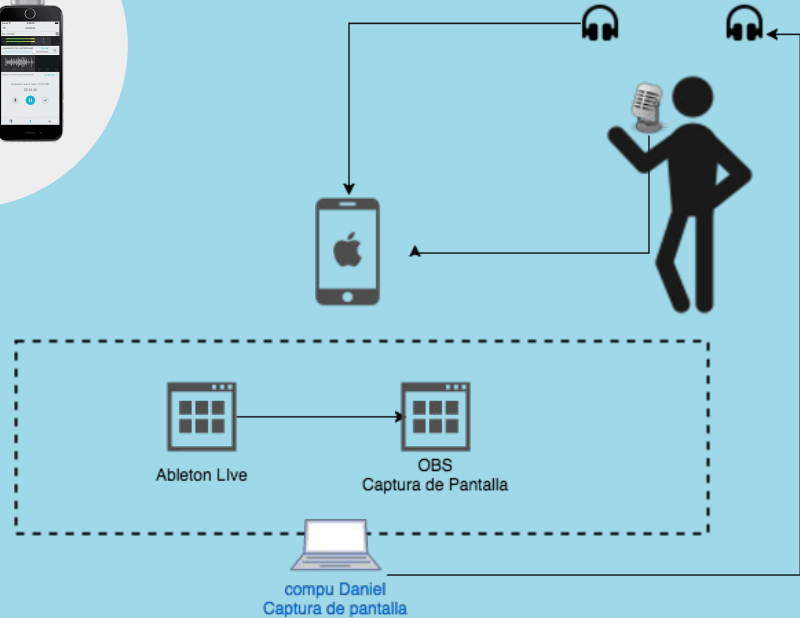 Ableton LIve
OBS
Captura de Pantalla
compu Daniel
Captura de pantalla